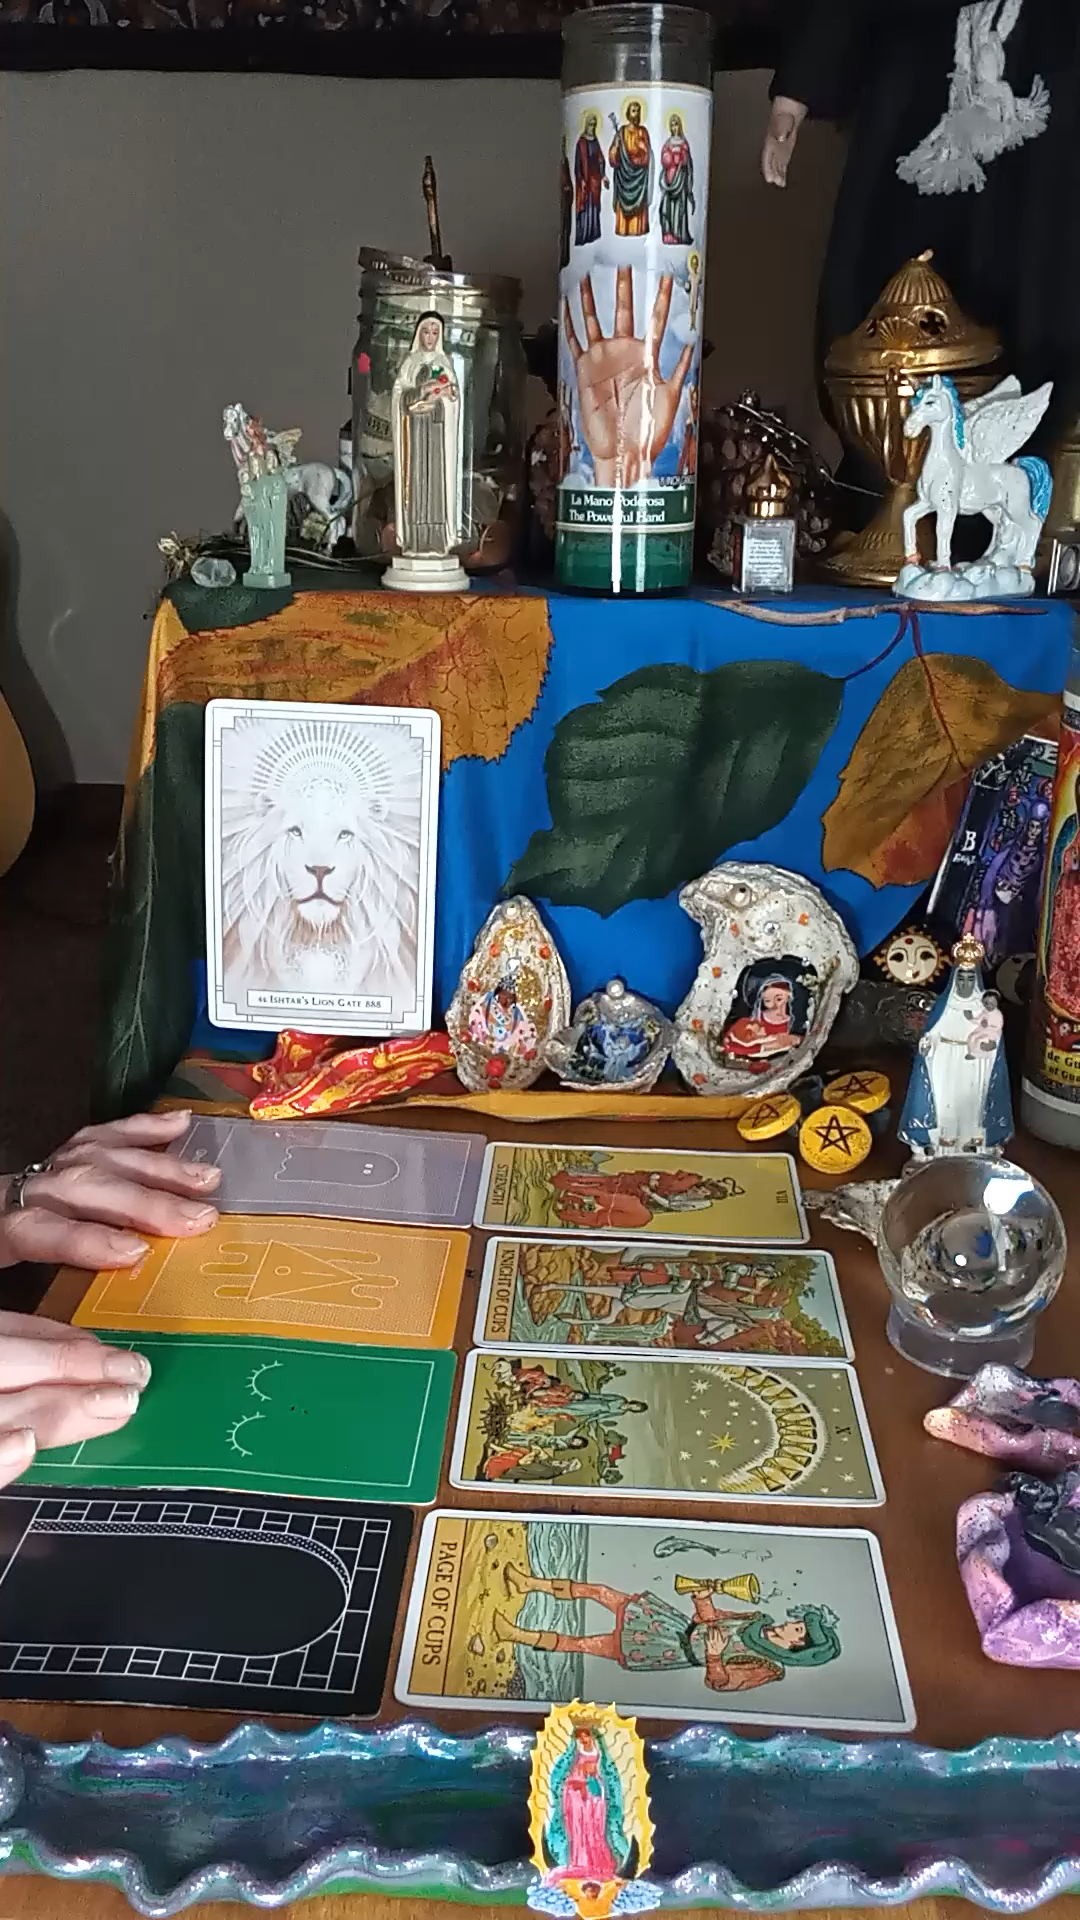 La Mano Poderosa
The Powerful Hand
44 ISHTAR'S LION GATE 888
B
STRENGTH
VIII
KNIGHT OF CUPS
X
PAGE OF CUPS